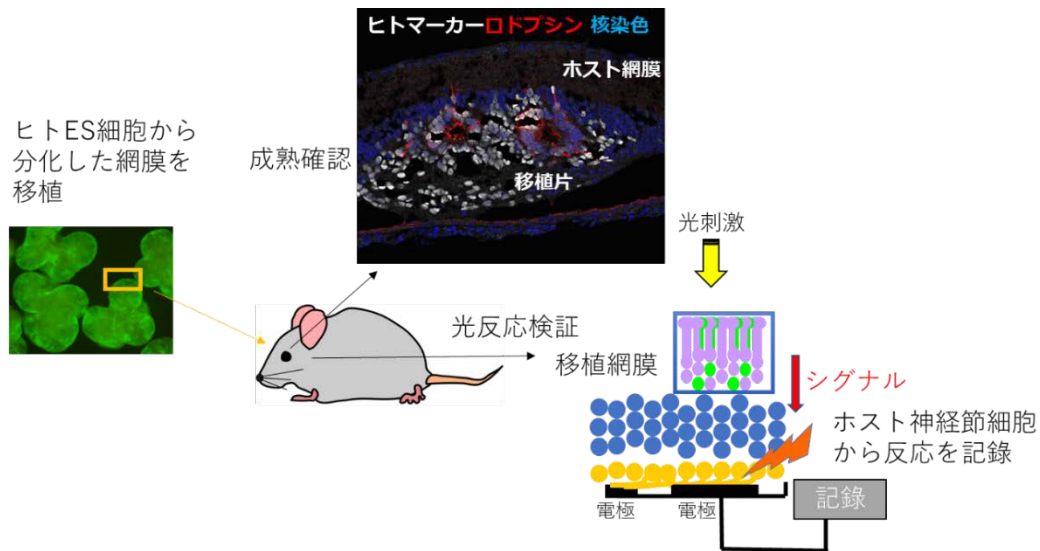 ヒトマーカーロドプシン 核染色
ホスト網膜
移植片
ヒトES細胞から
分化した網膜を
移植
成熟確認
光刺激
光反応検証
移植網膜
シグナル
ホスト神経節細胞
から反応を記録
電極
電極
記録